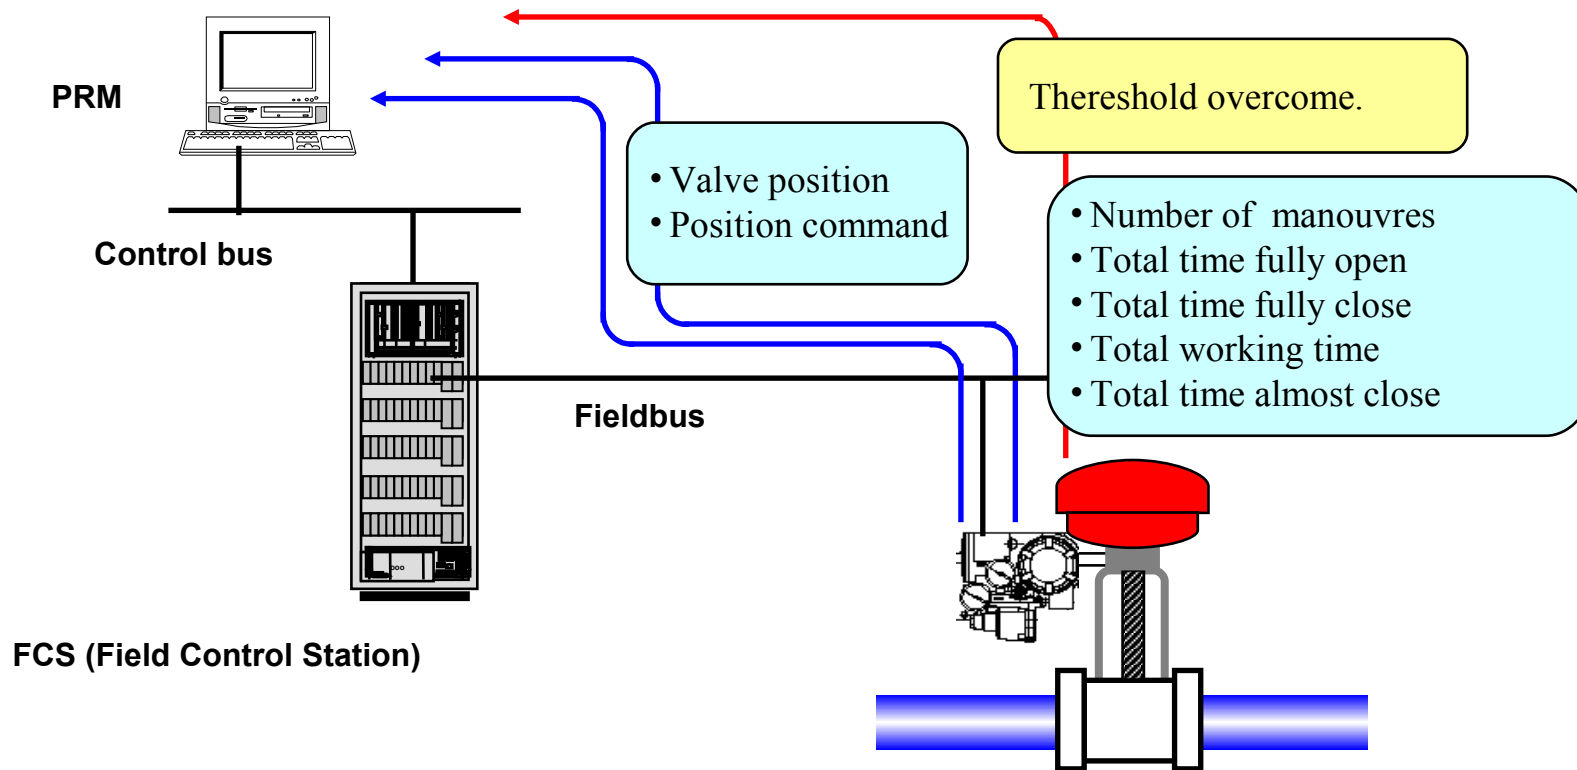 PRM
Thereshold overcome.
• Valve position
• Position command
• Number of manouvres
• Total time fully open
• Total time fully close
• Total working time
• Total time almost close
Control bus
Fieldbus
FCS (Field Control Station)